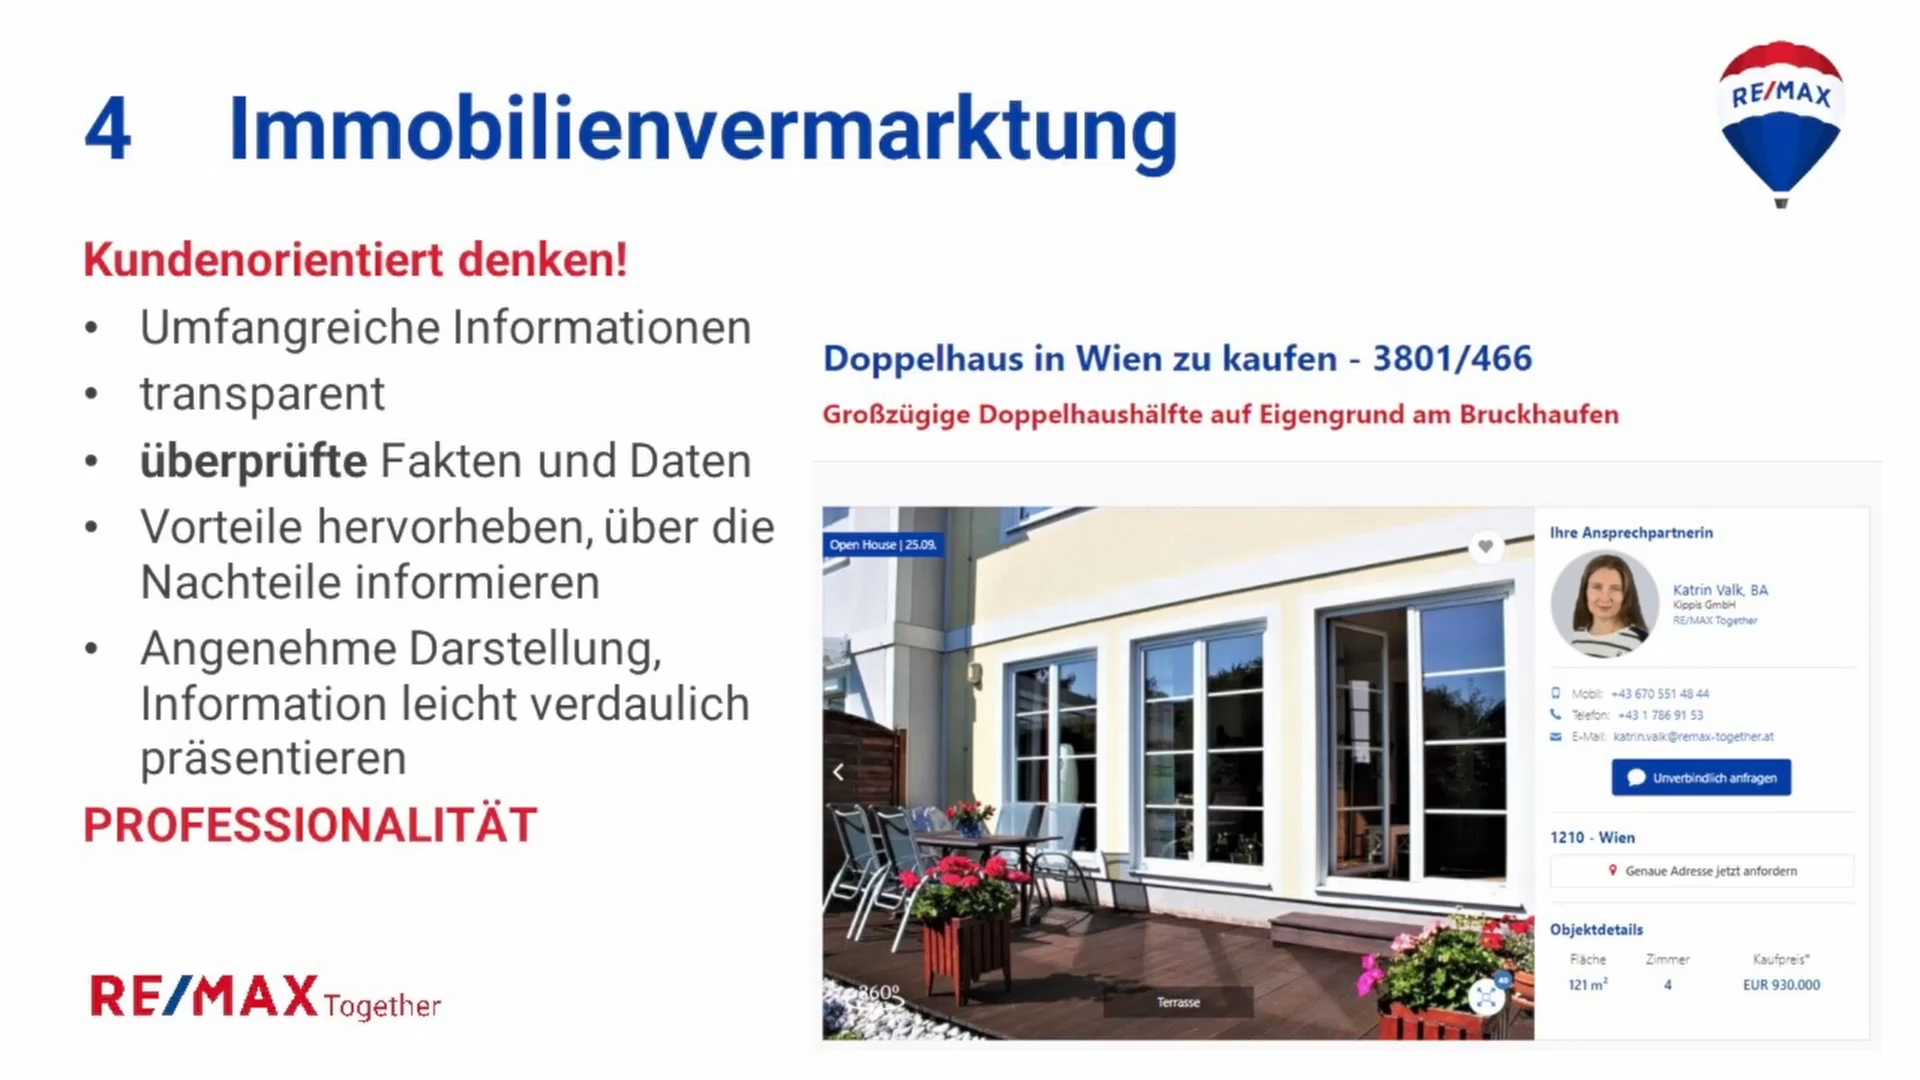 4 Immobilienvermarktung
RE/MAX
Kundenorientiert denken!
• Umfangreiche Informationen
• transparent
• überprüfte Fakten und Daten
• Vorteile hervorheben, über die
Nachteile informieren
• Angenehme Darstellung,
Information leicht verdaulich
präsentieren
PROFESSIONALITÄT
RE/MAX Together
Doppelhaus in Wien zu kaufen - 3801/466
Großzügige Doppelhaushälfte auf Eigengrund am Bruckhaufen
Open House | 25.09.
360°
Terrasse
40
Ihre Ansprechpartnerin
Katrin Valk, BA
Kippis GmbH
RE/MAX Together
Mobil: +43 670 551 48 44
Telefon: +43 1 786 91 53
E-Mail: katrin.valk@remax-together.at
Unverbindlich anfragen
1210 - Wien
Genaue Adresse jetzt anfordern
Objektdetails
Fläche Zimmer Kaufpreis*
121 m² 4 EUR 930.000